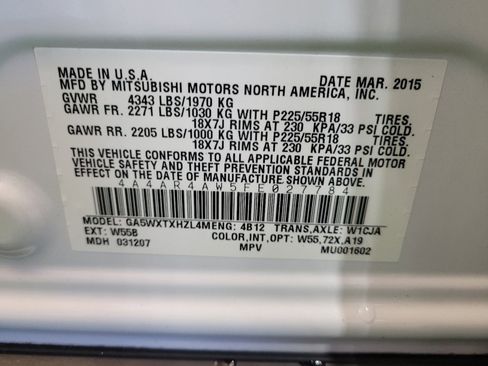 MADE IN U.S.A. DATE MAR. 2015
MFD BY MITSUBISHI MOTORS NORTH AMERICA, INC.
GVWR 4343 LBS/1970 KG
GAWR FR. 2271 LBS/1030 KG WITH P225/55R18 TIRES,
18X7J RIMS AT 230 KPA/33 PSI COLD.
GAWR RR. 2205 LBS/1000 KG WITH P225/55R18 TIRES,
18X7J RIMS AT 230 KPA/33 PSI COLD.
THIS VEHICLE CONFORMS TO ALL APPLICABLE FEDERAL MOTOR
VEHICLE SAFETY AND THEFT PREVENTION STANDARDS IN
EFFECT ON THE DATE OF MANUFACTURE SHOWN ABOVE.
4A4AR4AW5FE027784
MODEL: GA5WXTXHZL4M ENG: 4B12 TRANS,AXLE: W1CJA
EXT: W55B COLOR,INT,OPT: W55,72X,A19
MDH 031207 MPV MU001602